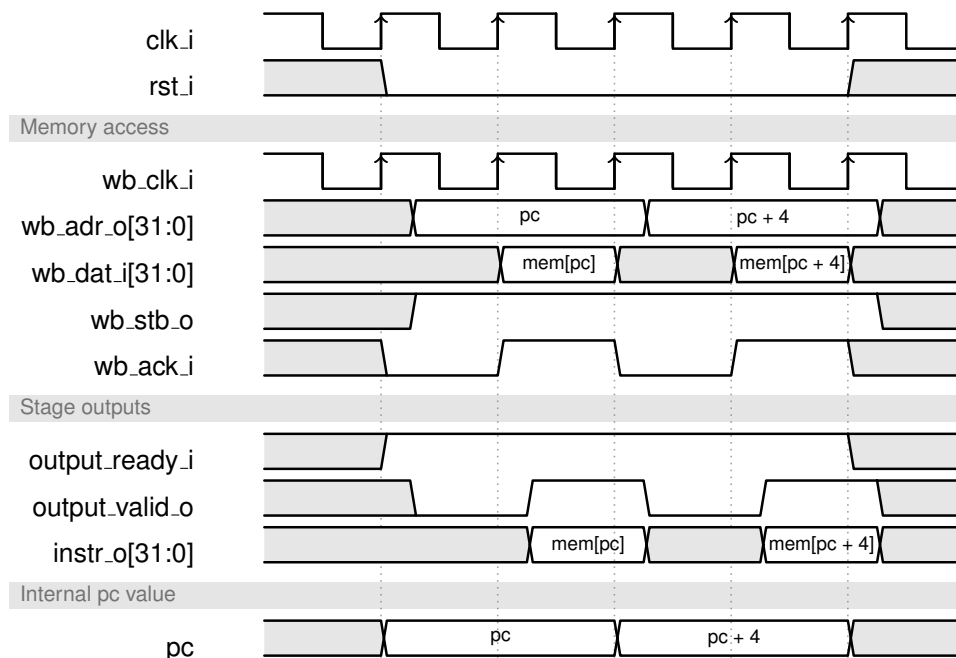 clk_i
rst_i
Memory access
wb_clk_i
wb_adr_o[31:0] pc pc + 4
wb_dat_i[31:0] mem[pc] mem[pc + 4]
wb_stb_o
wb_ack_i
Stage outputs
output_ready_i
output_valid_o
instr_o[31:0] mem[pc] mem[pc + 4]
Internal pc value
pc pc pc + 4